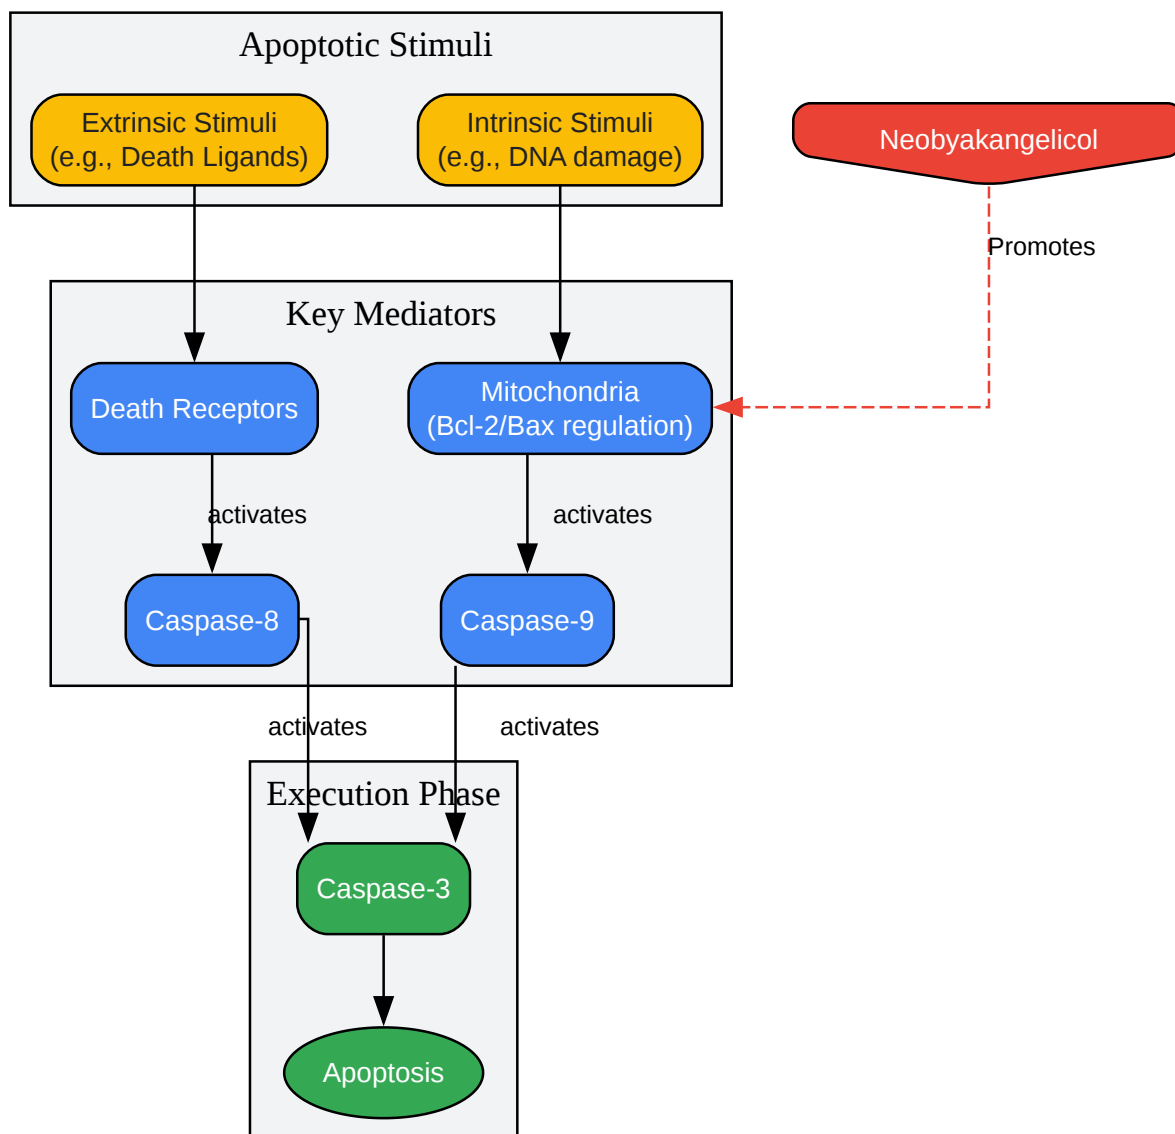 Apoptotic Stimuli
Extrinsic Stimuli
(e.g., Death Ligands)
Intrinsic Stimuli
(e.g., DNA damage)
Neobyakangelicol
Promotes
Key Mediators
Death Receptors
Mitochondria
(Bcl-2/Bax regulation)
activates
activates
Caspase-8
Caspase-9
activates
activates
Execution Phase
Caspase-3
Apoptosis